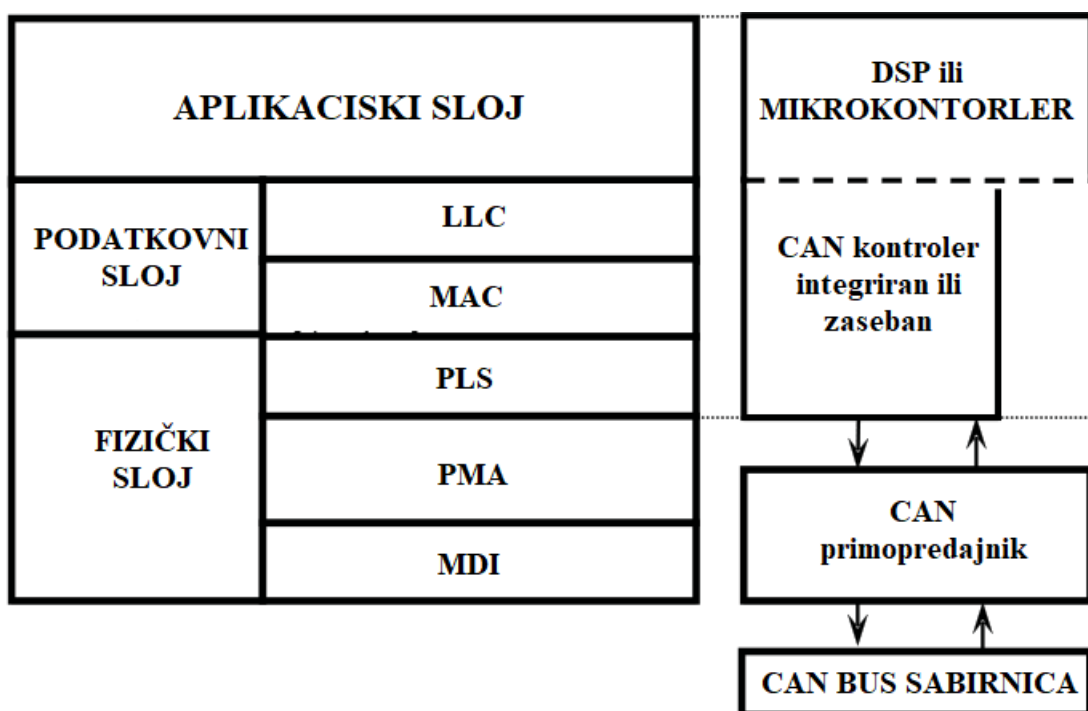 APLIKACISKI SLOJ
PODATKOVNI
SLOJ
LLC
MAC
FIZIČKI
SLOJ
PLS
PMA
MDI
DSP ili
MIKROKONTORLER
CAN kontroler
integriran ili
zaseban
CAN
primopredajnik
CAN BUS SABIRNICA